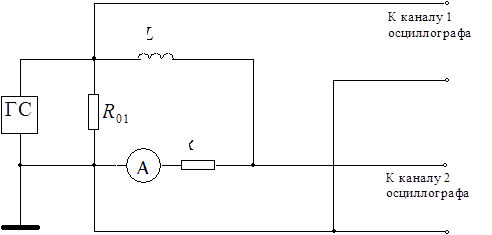 К каналу 1
осциллографа
L
ГС
R01
A
К каналу 2
осциллографа